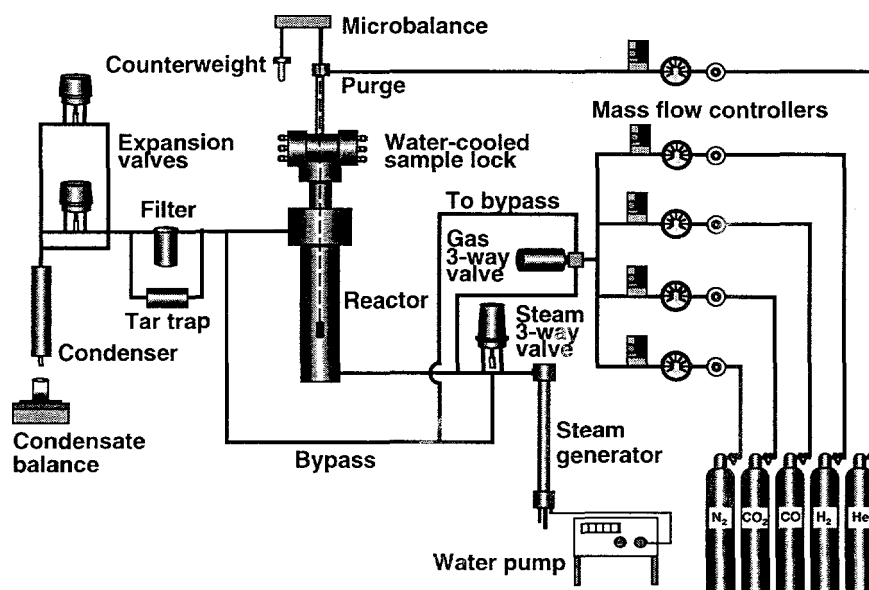 Microbalance
Counterweight
Purge
Mass flow controllers
Expansion
valves
Water-cooled
sample lock
Filter
To bypass
Gas
3-way
valve
Reactor
Steam
3-way
valve
Tar trap
Condenser
Condensate
balance
Bypass
Steam
generator
Water pump
N₂ CO₂ CO H₂ He